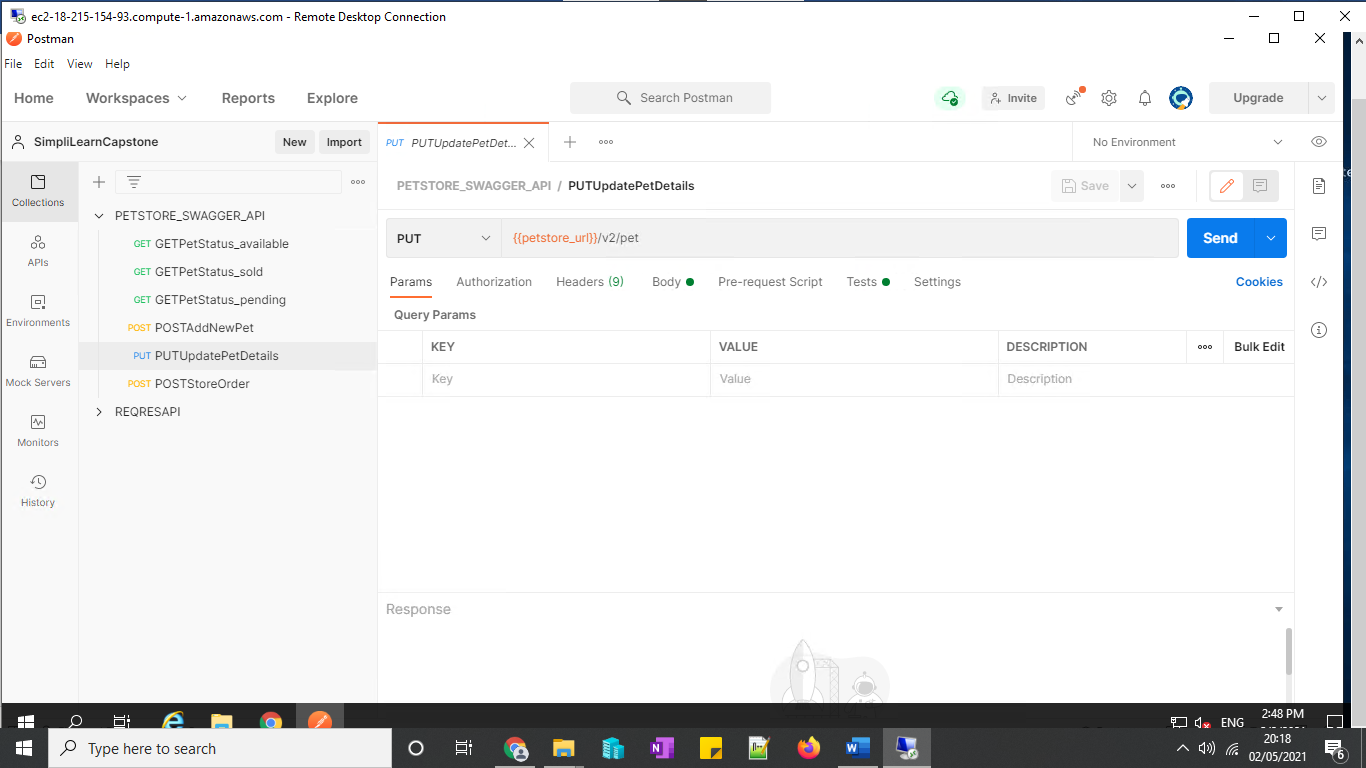 ec2-18-215-154-93.compute-1.amazonaws.com - Remote Desktop Connection
Postman
File Edit View Help
Home Workspaces Reports Explore Search Postman Invite Upgrade
SimpliLearnCapstone New Import PUT PUTUpdatePetDet... No Environment
PETSTORE_SWAGGER_API / PUTUpdatePetDetails Save
Collections
APIs
Environments
Mock Servers
Monitors
History
PETSTORE_SWAGGER_API
GET GETPetStatus_available
GET GETPetStatus_sold
GET GETPetStatus_pending
POST POSTAddNewPet
PUT PUTUpdatePetDetails
POST POSTStoreOrder
REQRESAPI
PUT {{petstore_url}}/v2/pet Send
Params Authorization Headers (9) Body Pre-request Script Tests Settings Cookies
Query Params
KEY VALUE DESCRIPTION Bulk Edit
Key Value Description
Response
ENG 2:48 PM
Type here to search
20:18
02/05/2021
6